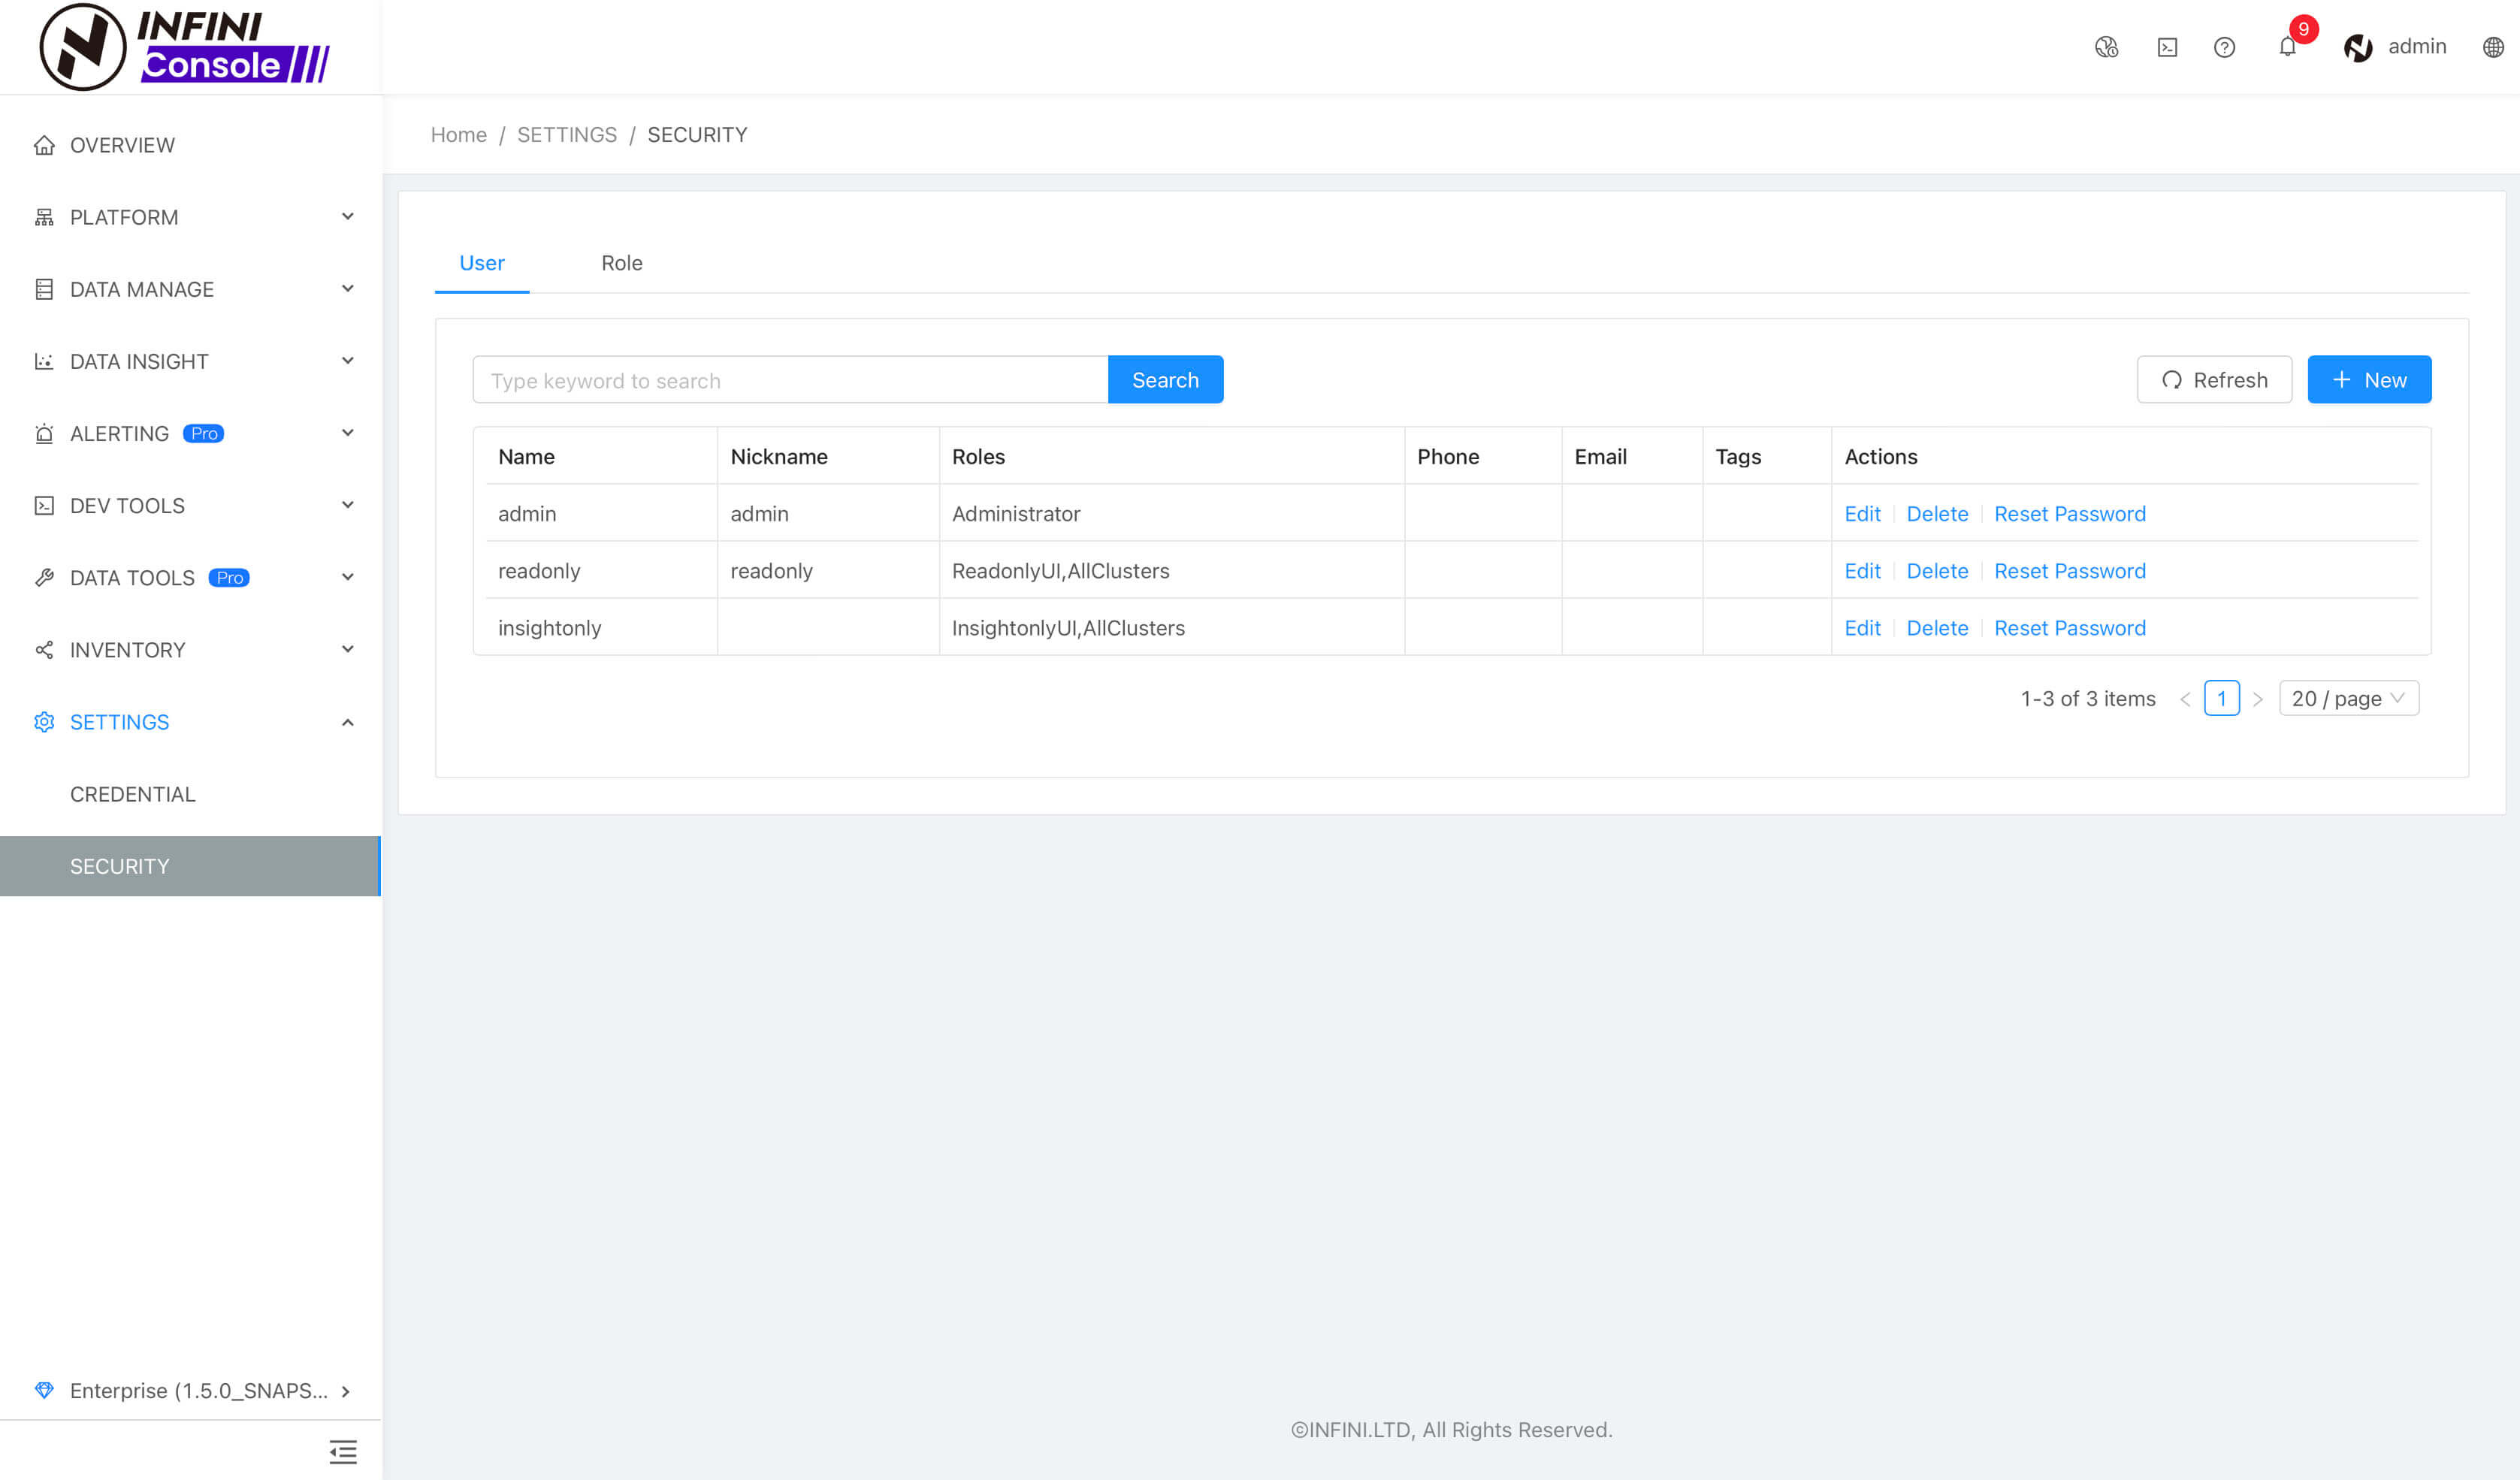 INFINI
Console
9
admin
Home / SETTINGS / SECURITY
OVERVIEW
PLATFORM
DATA MANAGE
DATA INSIGHT
ALERTING Pro
DEV TOOLS
DATA TOOLS Pro
INVENTORY
SETTINGS
CREDENTIAL
SECURITY
Enterprise (1.5.0_SNAPS...
User Role
Type keyword to search Search Refresh New
Name Nickname Roles Phone Email Tags Actions
admin admin Administrator Edit Delete Reset Password
readonly readonly ReadonlyUI,AllClusters Edit Delete Reset Password
insightonly InsightonlyUI,AllClusters Edit Delete Reset Password
1-3 of 3 items < 1 > 20 / page
©INFINI.LTD, All Rights Reserved.